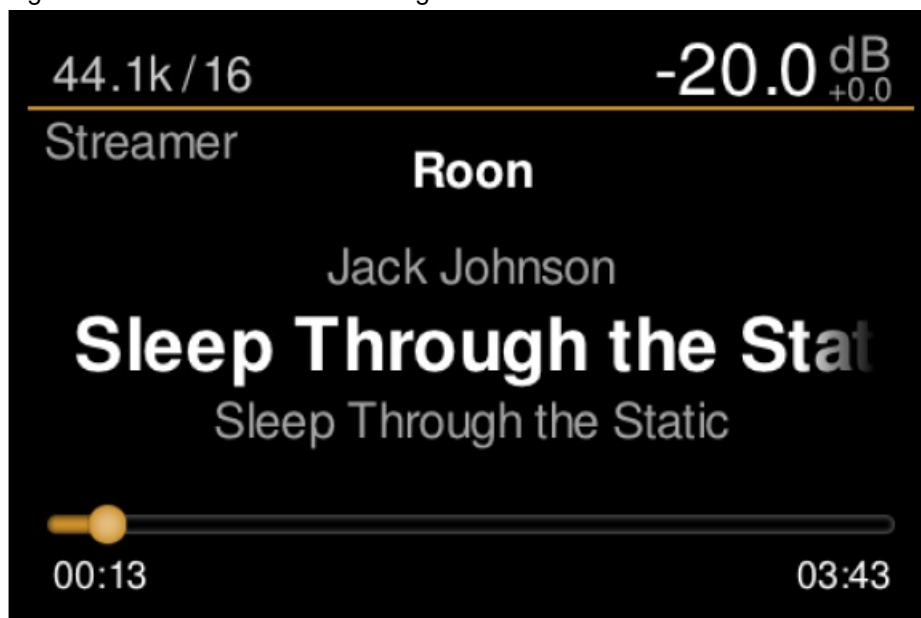 44.1k/16
-20.0 dB
+0.0
Streamer
Roon
Jack Johnson
Sleep Through the Stat
Sleep Through the Static
00:13
03:43